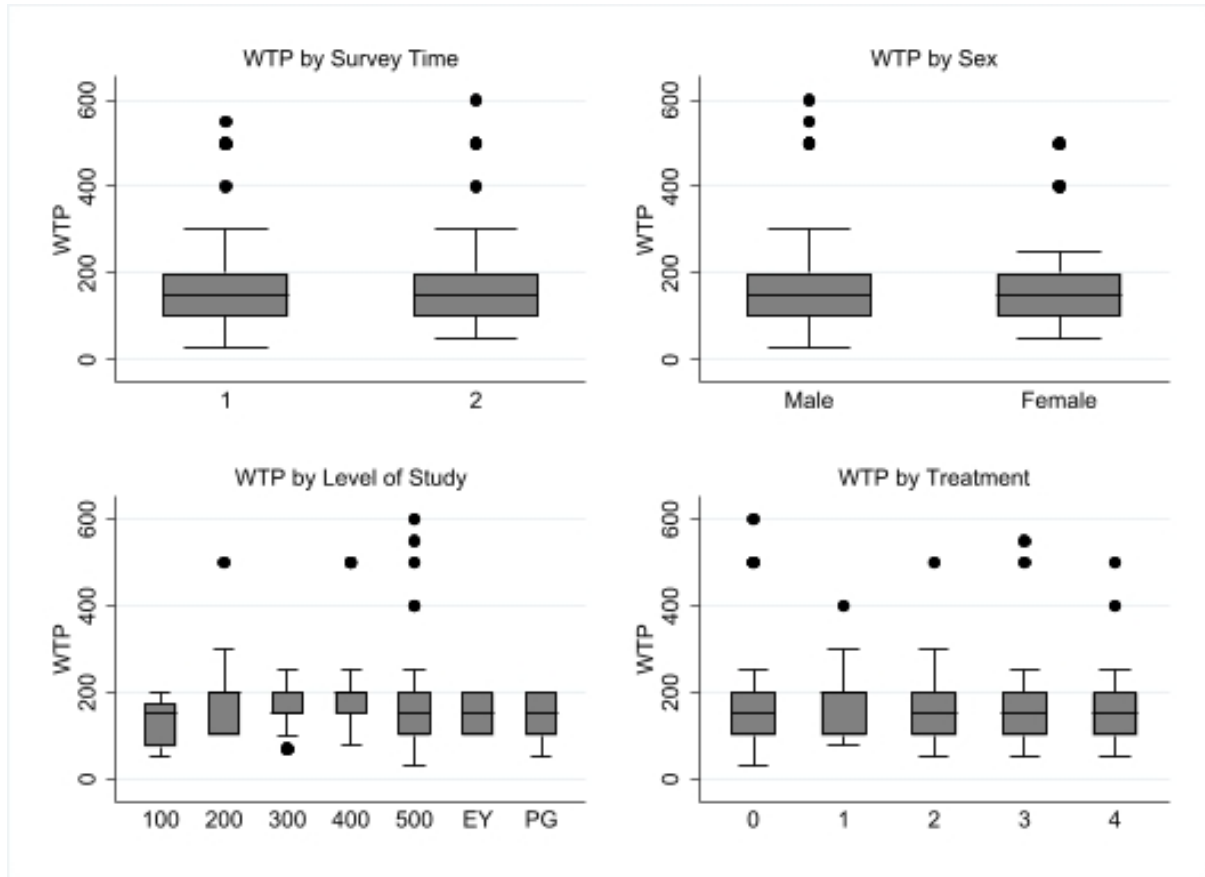 WTP by Survey Time
WTP
600
400
200
0
1 2
WTP by Sex
WTP
600
400
200
0
Male Female
WTP by Level of Study
WTP
600
400
200
0
100 200 300 400 500 EY PG
WTP by Treatment
WTP
600
400
200
0
0 1 2 3 4